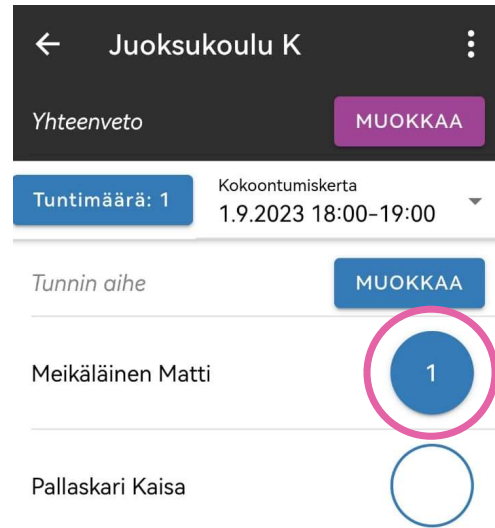 Juoksukoulu K
Yhteenveto MUOKKAA
Tuntimäärä: 1
Kokoontumiskerta
1.9.2023 18:00-19:00
Tunnin aihe MUOKKAA
Meikäläinen Matti 1
Pallaskari Kaisa